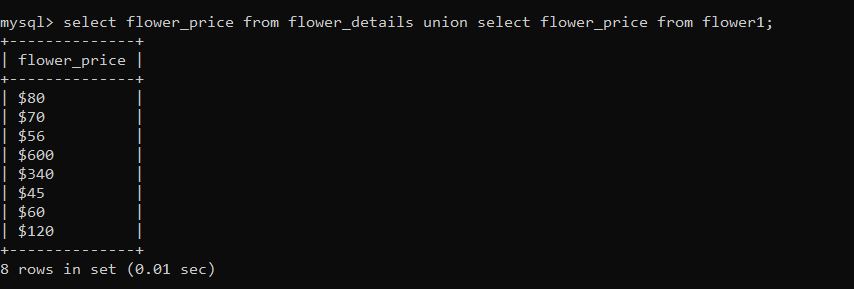 mysql> select flower_price from flower_details union select flower_price from flower1;
+--------------+
| flower_price |
+--------------+
| $80          |
| $70          |
| $56          |
| $600         |
| $340         |
| $45          |
| $60          |
| $120         |
+--------------+
8 rows in set (0.01 sec)